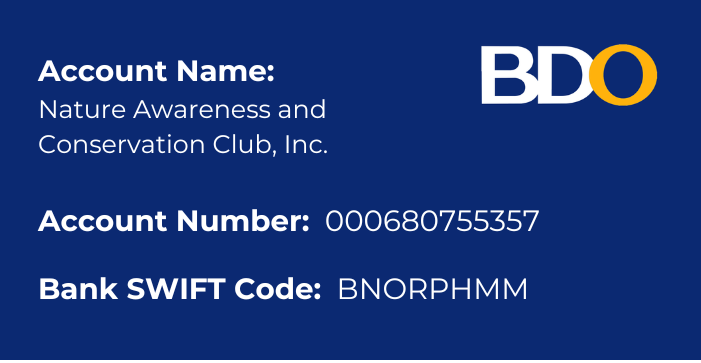 BDO
Account Name:
Nature Awareness and
Conservation Club, Inc.
Account Number: 000680755357
Bank SWIFT Code: BNORPHMM